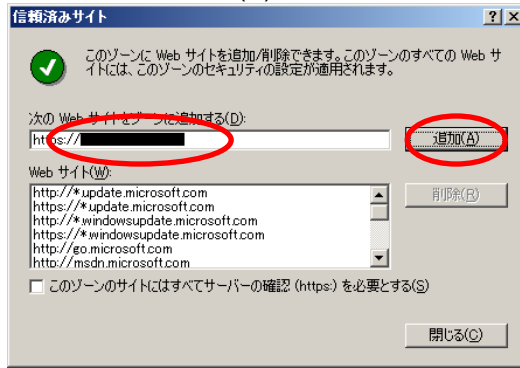 信頼済みサイト
このゾーンに Web サイトを追加/削除できます。このゾーンのすべての Web サ
イトには、このゾーンのセキュリティの設定が適用されます。
次の Web サイトをゾーンに追加する(D):
https://
追加(A)
Web サイト(W):
http://*.update.microsoft.com
https://*.update.microsoft.com
http://*.windowsupdate.microsoft.com
https://*.windowsupdate.microsoft.com
http://go.microsoft.com
http://msdn.microsoft.com
削除(R)
このゾーンのサイトにはすべてサーバーの確認 (https:) を必要とする(S)
閉じる(C)